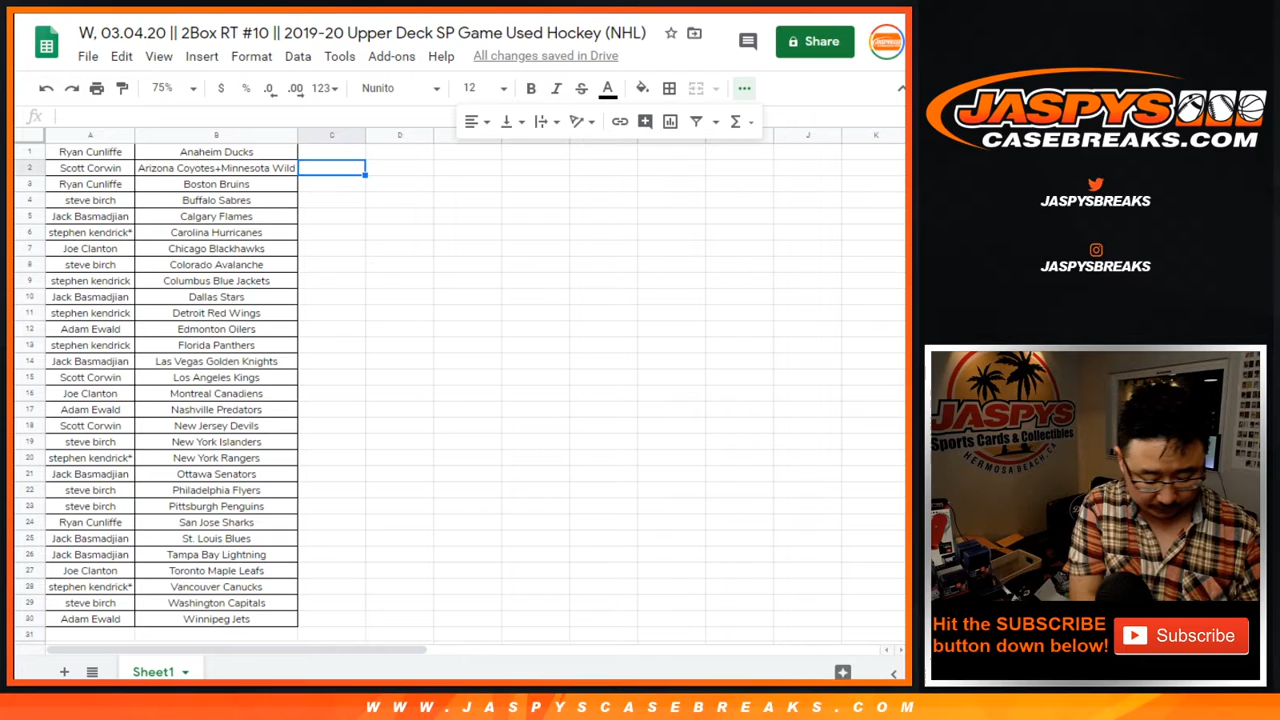 W, 03.04.20 || 2Box RT #10 || 2019-20 Upper Deck SP Game Used Hockey (NHL)
File Edit View Insert Format Data Tools Add-ons Help All changes saved in Drive
Share
75% $ % .0 .00 123 Nunito 12 B I S A
fx
A B C D E F G H I J K
1 Ryan Cunliffe Anaheim Ducks
2 Scott Corwin Arizona Coyotes+Minnesota Wild
3 Ryan Cunliffe Boston Bruins
4 steve birch Buffalo Sabres
5 Jack Basmadjian Calgary Flames
6 stephen kendrick* Carolina Hurricanes
7 Joe Clanton Chicago Blackhawks
8 steve birch Colorado Avalanche
9 stephen kendrick Columbus Blue Jackets
10 Jack Basmadjian Dallas Stars
11 stephen kendrick Detroit Red Wings
12 Adam Ewald Edmonton Oilers
13 stephen kendrick Florida Panthers
14 Jack Basmadjian Las Vegas Golden Knights
15 Scott Corwin Los Angeles Kings
16 Joe Clanton Montreal Canadiens
17 Adam Ewald Nashville Predators
18 Scott Corwin New Jersey Devils
19 steve birch New York Islanders
20 stephen kendrick* New York Rangers
21 Jack Basmadjian Ottawa Senators
22 steve birch Philadelphia Flyers
23 steve birch Pittsburgh Penguins
24 Ryan Cunliffe San Jose Sharks
25 Jack Basmadjian St. Louis Blues
26 Jack Basmadjian Tampa Bay Lightning
27 Joe Clanton Toronto Maple Leafs
28 stephen kendrick* Vancouver Canucks
29 steve birch Washington Capitals
30 Adam Ewald Winnipeg Jets
31
Sheet1
JASPYS
CASEBREAKS.COM
JASPYSBREAKS
JASPYSBREAKS
JASPYS
Sports Cards & Collectibles
HERMOSA BEACH, CA
Hit the SUBSCRIBE
button down below!
Subscribe
WWW.JASPYSCASEBREAKS.COM